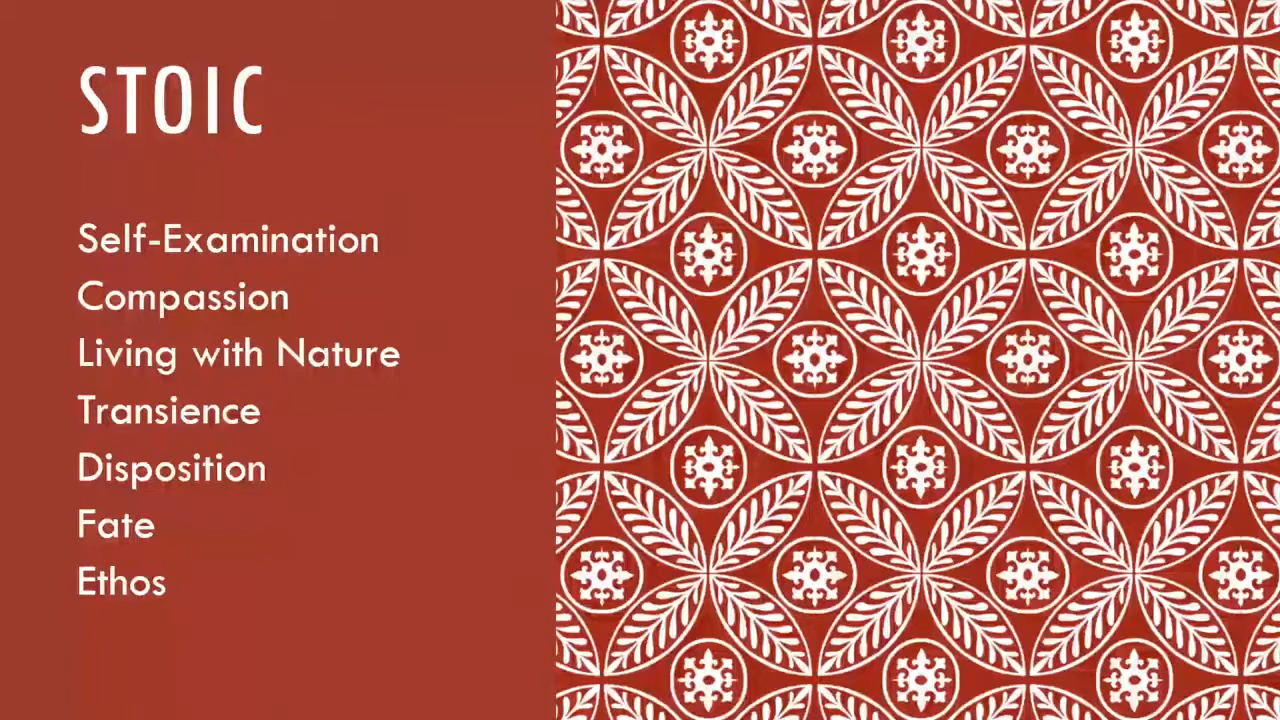 STOIC
Self-Examination
Compassion
Living with Nature
Transience
Disposition
Fate
Ethos